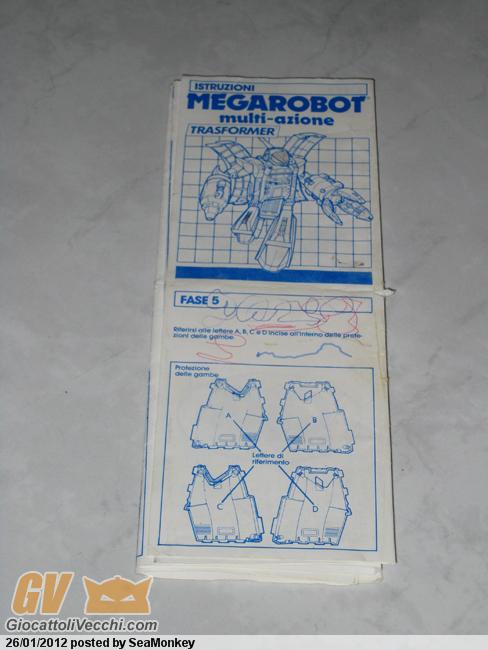 ISTRUZIONI
MEGAROBOT
multi-azione
TRASFORMER
FASE 5
Riferirsi alle lettere A, B, C e D incise all'interno delle prote-
zioni delle gambe.
Protezione
delle gambe
A
B
Lettere di
riferimento
C
D
GV
GiocattoliVecchi.com
26/01/2012 posted by SeaMonkey